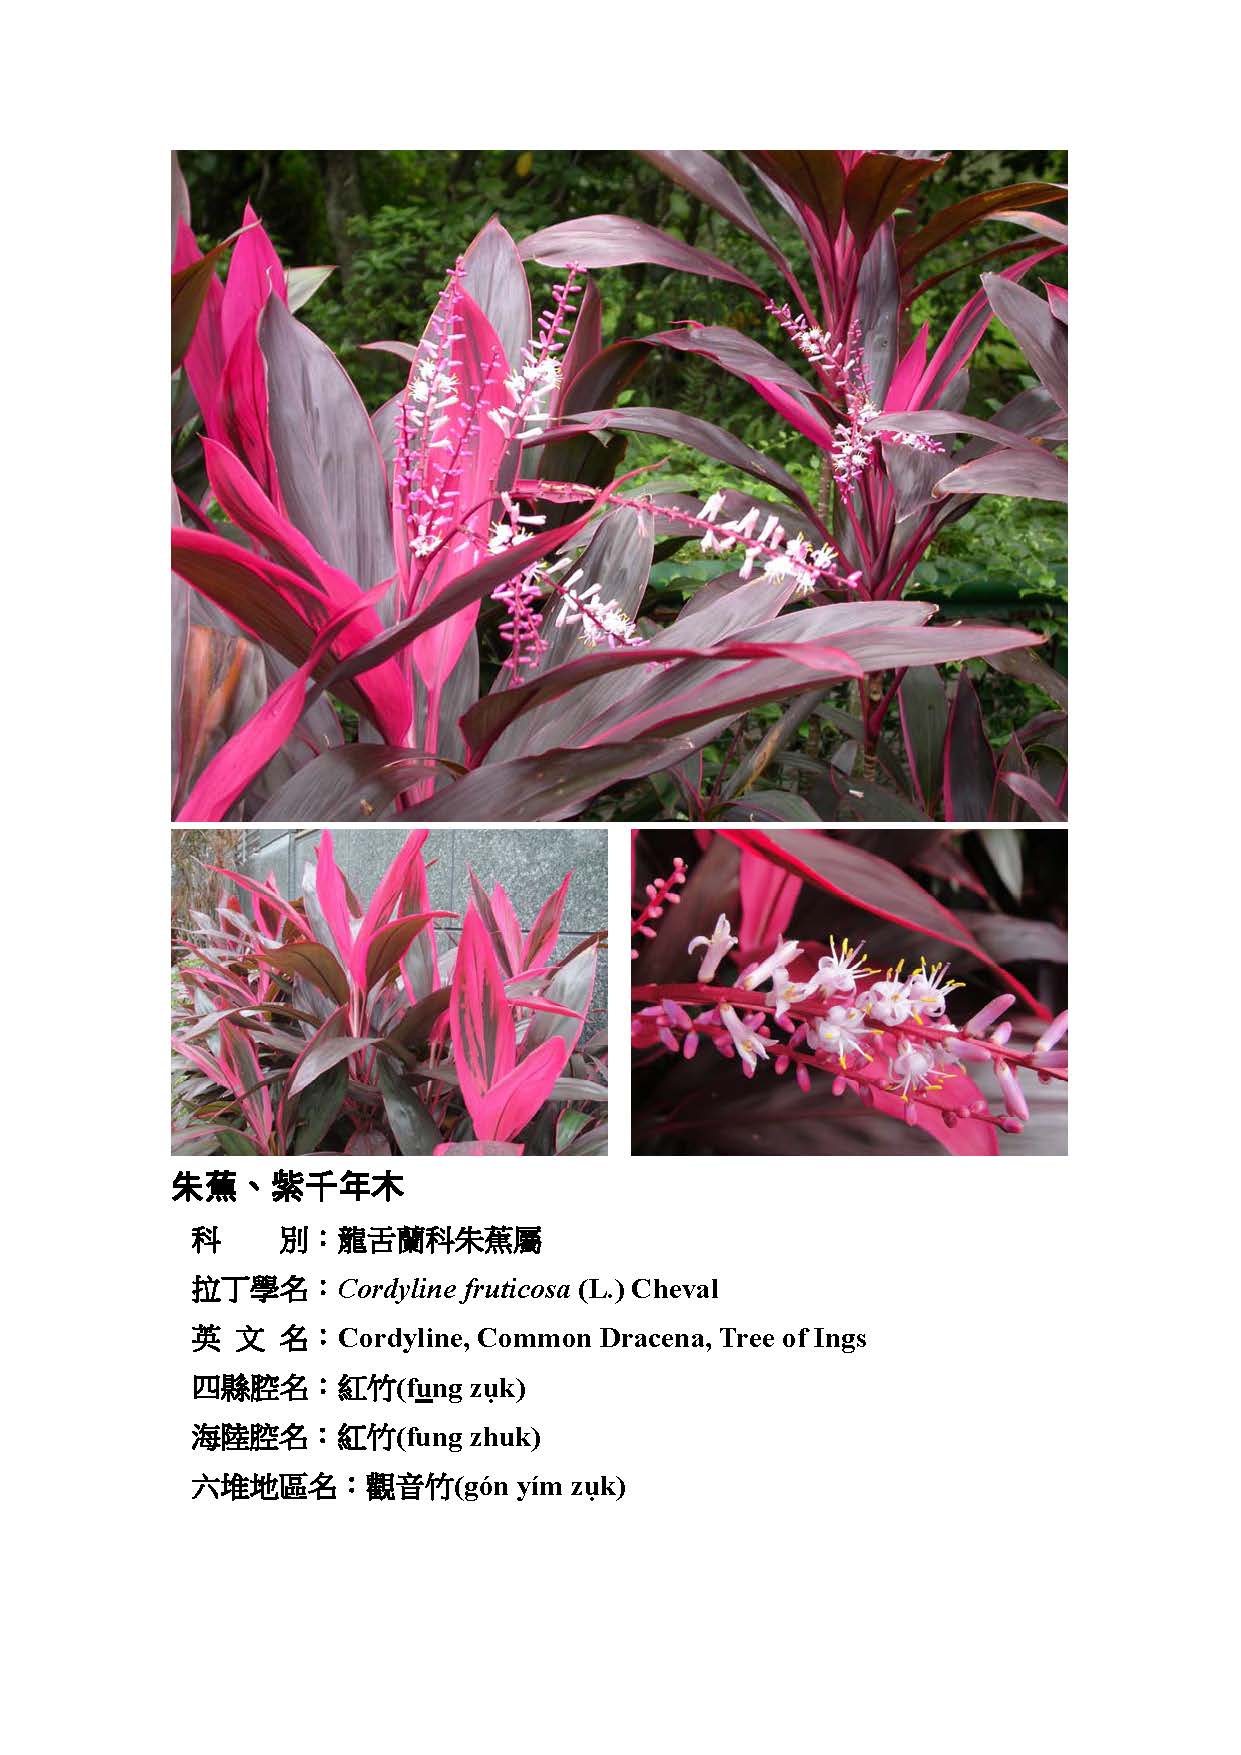 朱蕉、紫千年木
科　　別：龍舌蘭科朱蕉屬
拉丁學名：Cordyline fruticosa (L.) Cheval
英 文 名：Cordyline, Common Dracena, Tree of Ings
四縣腔名：紅竹(fung zụk)
海陸腔名：紅竹(fung zhuk)
六堆地區名：觀音竹(gón yím zụk)